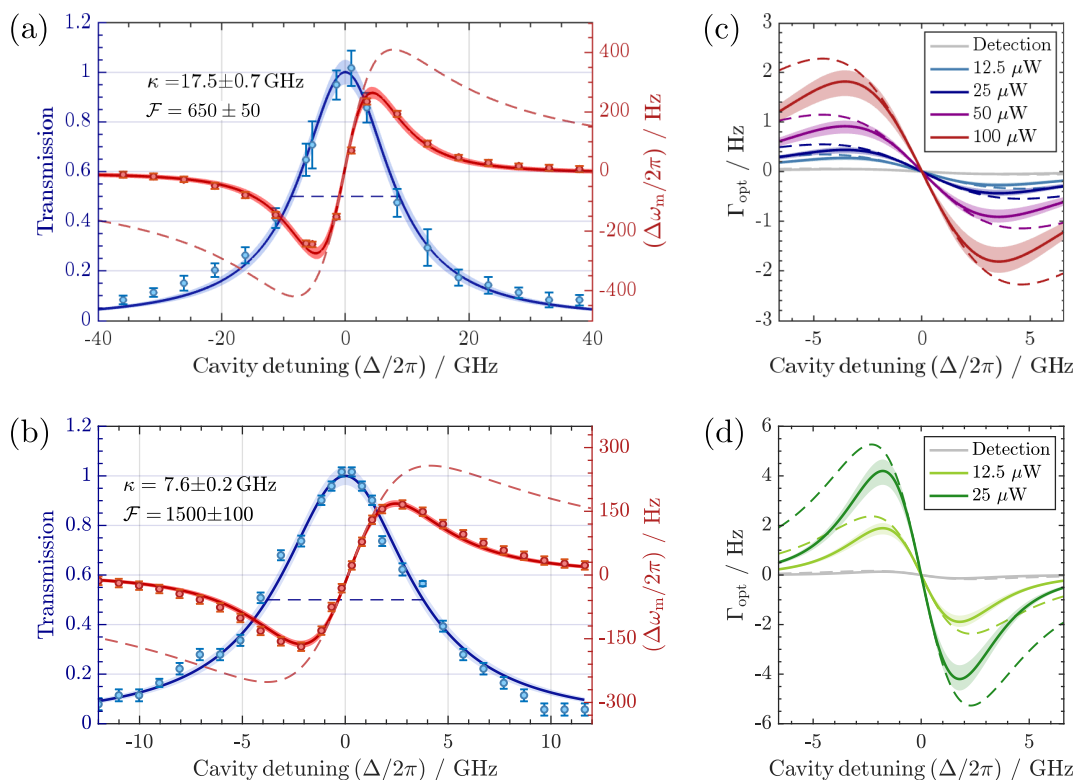 (a)
1.2
1
0.8
0.6
0.4
0.2
0
Transmission
κ = 17.5±0.7 GHz
𝓕 = 650 ± 50
400
200
0
-200
-400
(Δω_m/2π) / Hz
-40
-20
0
20
40
Cavity detuning (Δ/2π) / GHz
(c)
3
2
1
0
-1
-2
-3
Γ_opt / Hz
Detection
12.5 μW
25 μW
50 μW
100 μW
-5
0
5
Cavity detuning (Δ/2π) / GHz
(b)
1.2
1
0.8
0.6
0.4
0.2
0
Transmission
κ = 7.6±0.2 GHz
𝓕 = 1500±100
300
150
0
-150
-300
(Δω_m/2π) / Hz
-10
-5
0
5
10
Cavity detuning (Δ/2π) / GHz
(d)
6
4
2
0
-2
-4
-6
Γ_opt / Hz
Detection
12.5 μW
25 μW
-5
0
5
Cavity detuning (Δ/2π) / GHz